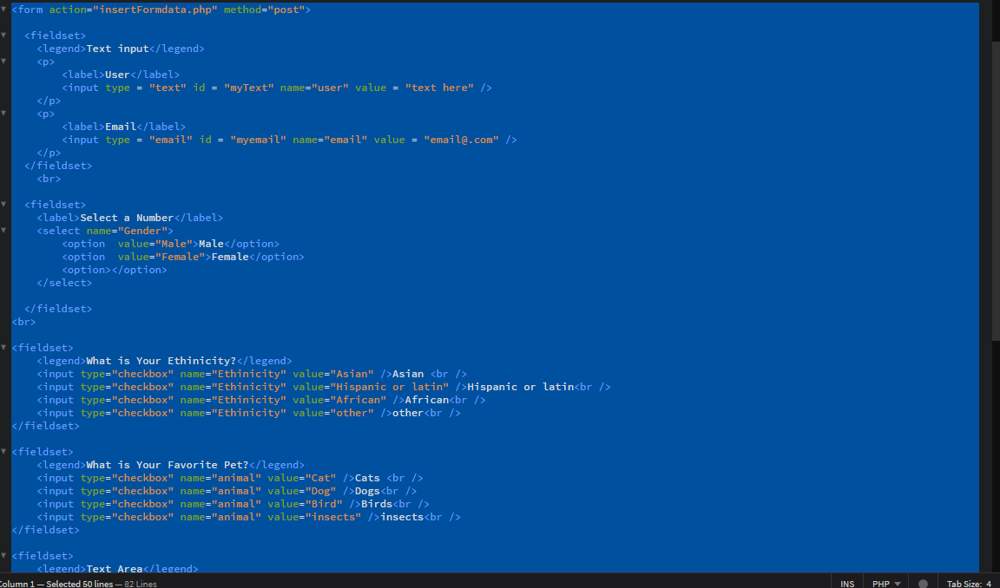 <form action="insertFormdata.php" method="post">
<fieldset>
<legend>Text input</legend>
<p>
<label>User</label>
<input type = "text" id = "myText" name="user" value = "text here" />
</p>
<p>
<label>Email</label>
<input type = "email" id = "myemail" name="email" value = "email@.com" />
</p>
</fieldset>
<br>
<fieldset>
<label>Select a Number</label>
<select name="Gender">
<option  value="Male">Male</option>
<option  value="Female">Female</option>
<option></option>
</select>
</fieldset>
<br>
<fieldset>
<legend>What is Your Ethinicity?</legend>
<input type="checkbox" name="Ethinicity" value="Asian" />Asian <br />
<input type="checkbox" name="Ethinicity" value="Hispanic or latin" />Hispanic or latin<br />
<input type="checkbox" name="Ethinicity" value="African" />African<br />
<input type="checkbox" name="Ethinicity" value="other" />other<br />
</fieldset>
<fieldset>
<legend>What is Your Favorite Pet?</legend>
<input type="checkbox" name="animal" value="Cat" />Cats <br />
<input type="checkbox" name="animal" value="Dog" />Dogs<br />
<input type="checkbox" name="animal" value="Bird" />Birds<br />
<input type="checkbox" name="animal" value="insects" />insects<br />
</fieldset>
<fieldset>
<legend>Text Area</legend>
Column 1 — Selected 50 lines — 82 Lines INS PHP Tab Size: 4